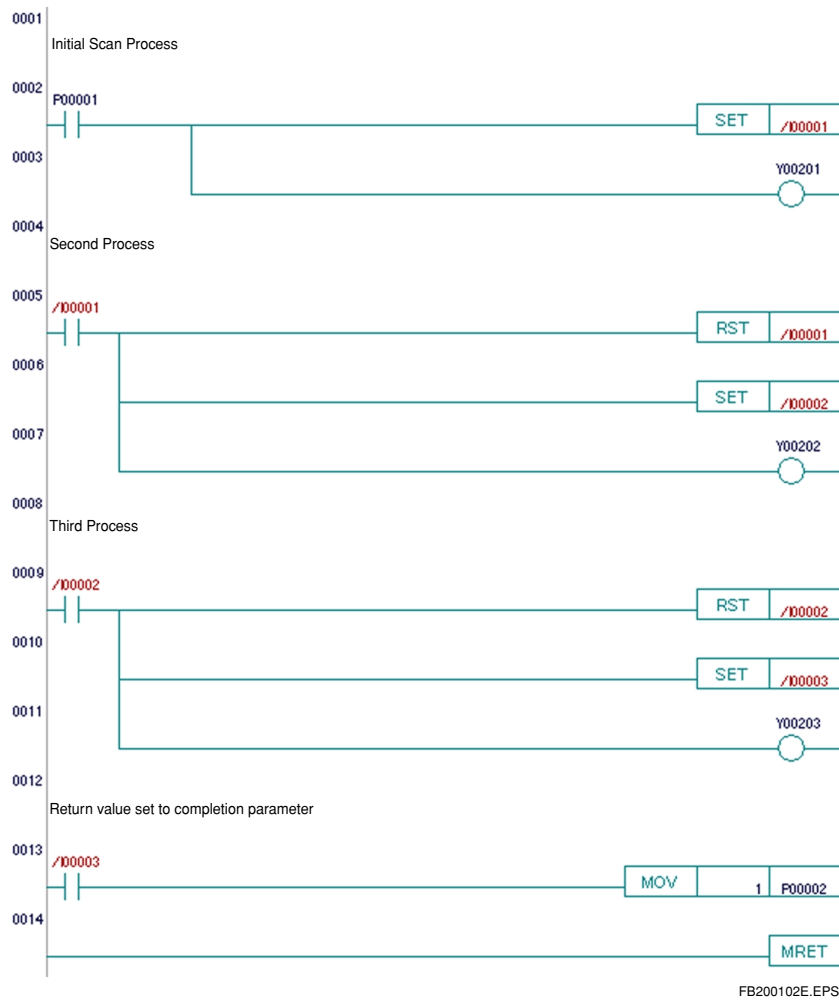 0001
Initial Scan Process
0002
P00001
SET /I00001
0003
Y00201
0004
Second Process
0005
/I00001
RST /I00001
0006
SET /I00002
0007
Y00202
0008
Third Process
0009
/I00002
RST /I00002
0010
SET /I00003
0011
Y00203
0012
Return value set to completion parameter
0013
/I00003
MOV 1 P00002
0014
MRET
FB200102E.EPS